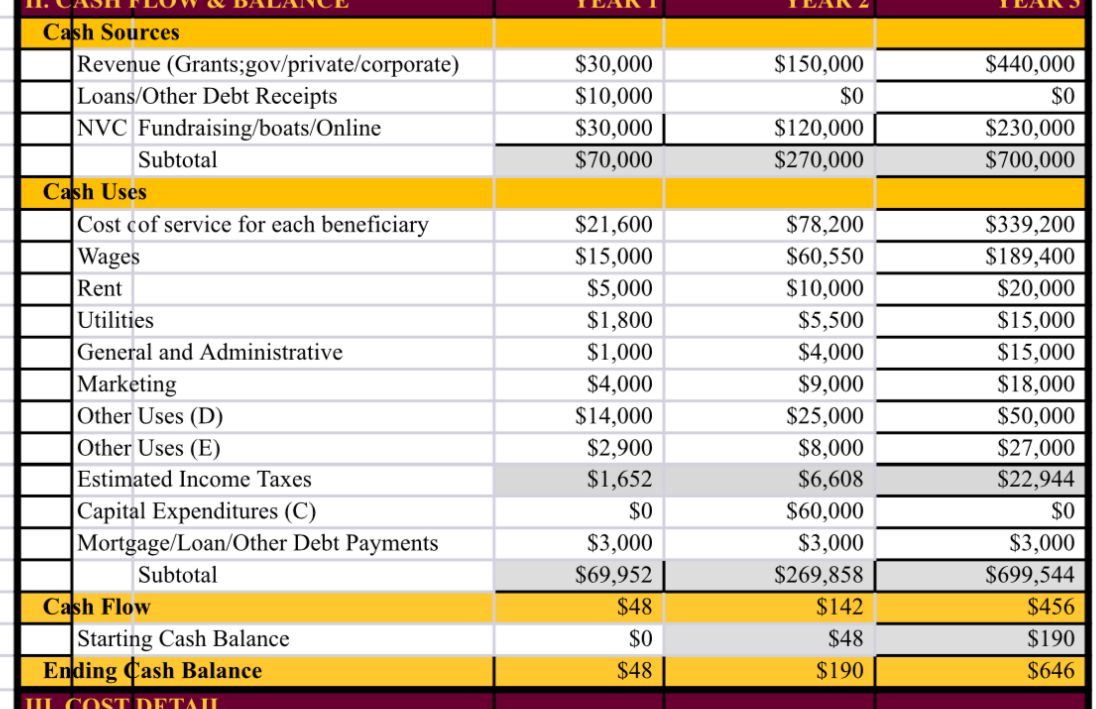 II. CASH FLOW & BALANCE YEAR 1 YEAR 2 YEAR 3
Cash Sources
Revenue (Grants;gov/private/corporate) $30,000 $150,000 $440,000
Loans/Other Debt Receipts $10,000 $0 $0
NVC Fundraising/boats/Online $30,000 $120,000 $230,000
Subtotal $70,000 $270,000 $700,000
Cash Uses
Cost cof service for each beneficiary $21,600 $78,200 $339,200
Wages $15,000 $60,550 $189,400
Rent $5,000 $10,000 $20,000
Utilities $1,800 $5,500 $15,000
General and Administrative $1,000 $4,000 $15,000
Marketing $4,000 $9,000 $18,000
Other Uses (D) $14,000 $25,000 $50,000
Other Uses (E) $2,900 $8,000 $27,000
Estimated Income Taxes $1,652 $6,608 $22,944
Capital Expenditures (C) $0 $60,000 $0
Mortgage/Loan/Other Debt Payments $3,000 $3,000 $3,000
Subtotal $69,952 $269,858 $699,544
Cash Flow $48 $142 $456
Starting Cash Balance $0 $48 $190
Ending Cash Balance $48 $190 $646
III. COST DETAIL